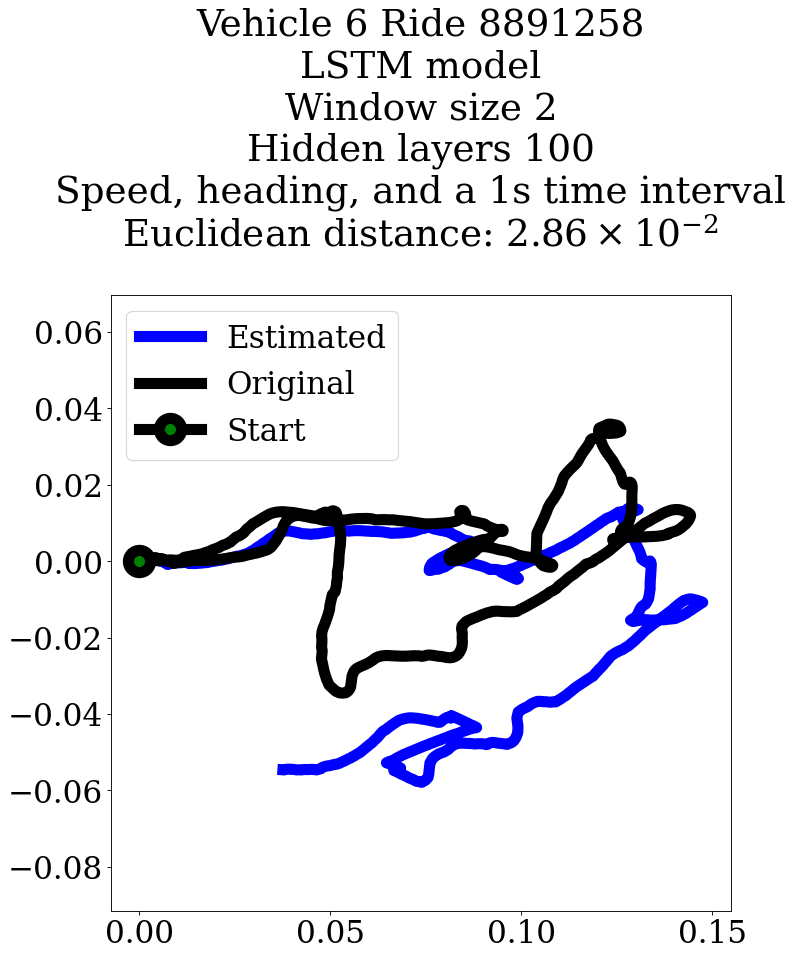 Vehicle 6 Ride 8891258
LSTM model
Window size 2
Hidden layers 100
Speed, heading, and a 1s time interval
Euclidean distance: 2.86 × 10⁻²
Estimated
Original
Start
0.06
0.04
0.02
0.00
−0.02
−0.04
−0.06
−0.08
0.00 0.05 0.10 0.15